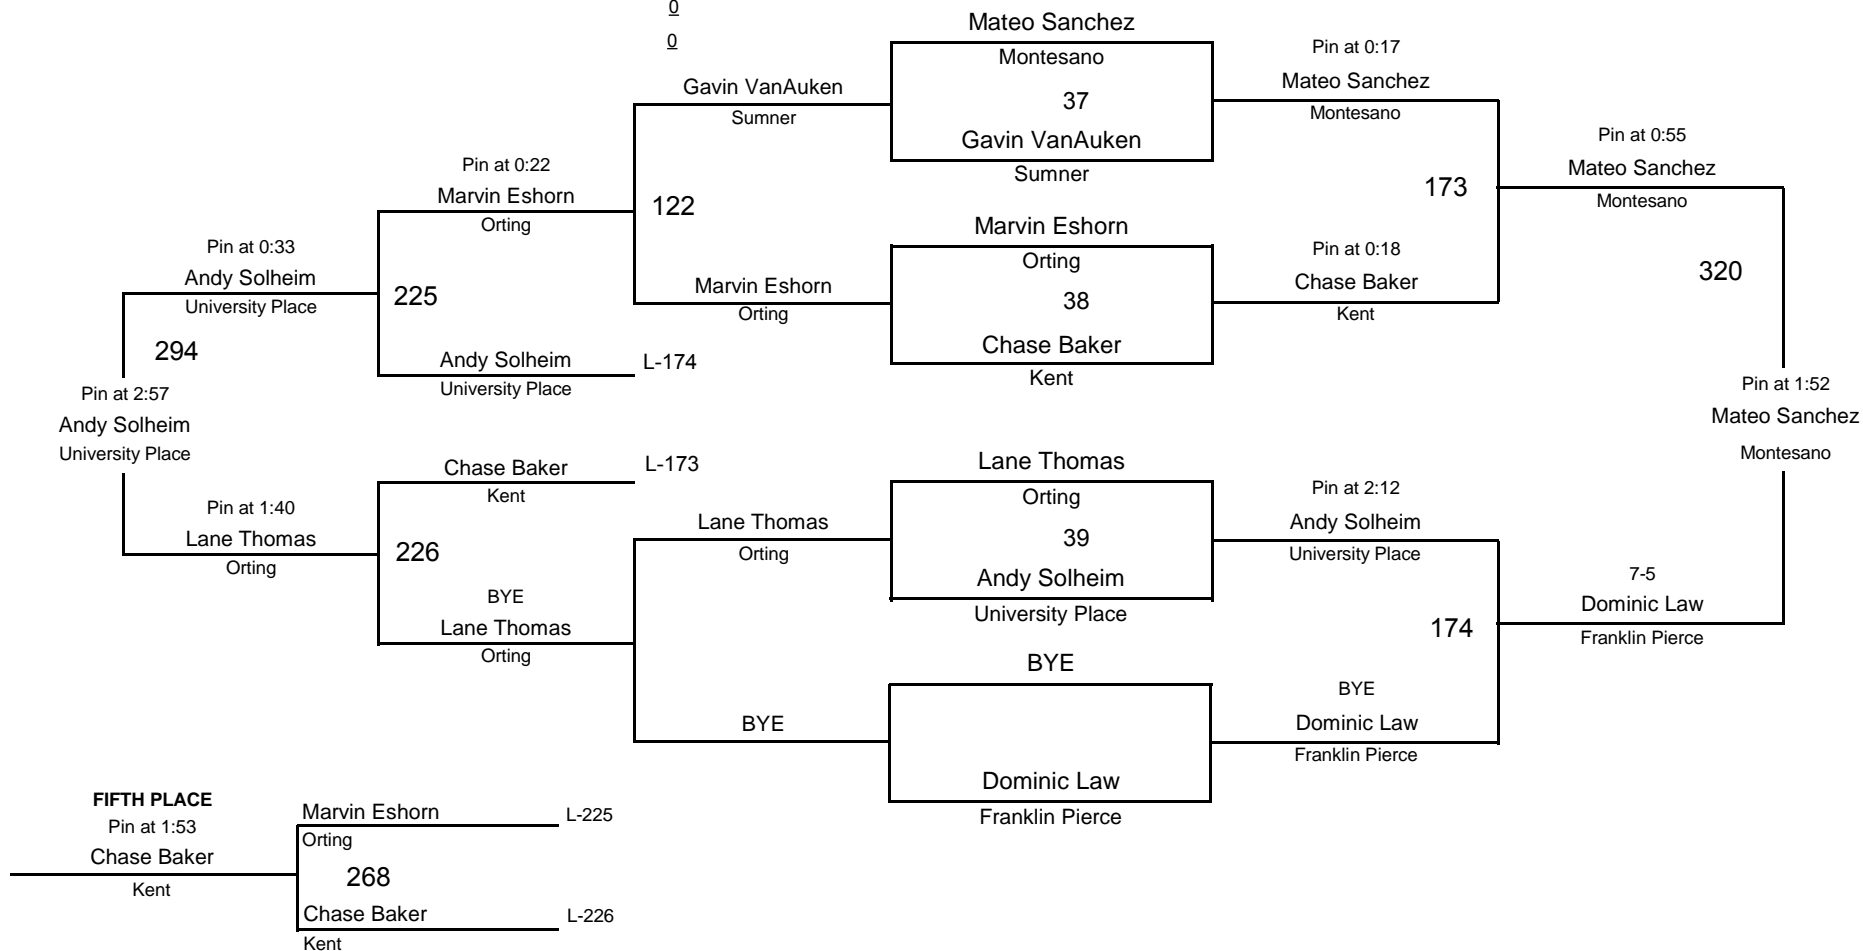 0
0
Mateo Sanchez
Montesano
37
Gavin VanAuken
Sumner
Marvin Eshorn
Orting
38
Chase Baker
Kent
Lane Thomas
Orting
39
Andy Solheim
University Place
BYE
Dominic Law
Franklin Pierce
Pin at 0:17
Mateo Sanchez
Montesano
173
Pin at 0:18
Chase Baker
Kent
Pin at 2:12
Andy Solheim
University Place
174
BYE
Dominic Law
Franklin Pierce
Pin at 0:55
Mateo Sanchez
Montesano
320
7-5
Dominic Law
Franklin Pierce
Pin at 1:52
Mateo Sanchez
Montesano
Gavin VanAuken
Sumner
122
Marvin Eshorn
Orting
Lane Thomas
Orting
BYE
Pin at 0:22
Marvin Eshorn
Orting
225
Andy Solheim
L-174
University Place
Chase Baker
L-173
Kent
226
BYE
Lane Thomas
Orting
Pin at 0:33
Andy Solheim
University Place
294
Pin at 1:40
Lane Thomas
Orting
Pin at 2:57
Andy Solheim
University Place
FIFTH PLACE
Pin at 1:53
Chase Baker
Kent
Marvin Eshorn
L-225
Orting
268
Chase Baker
L-226
Kent